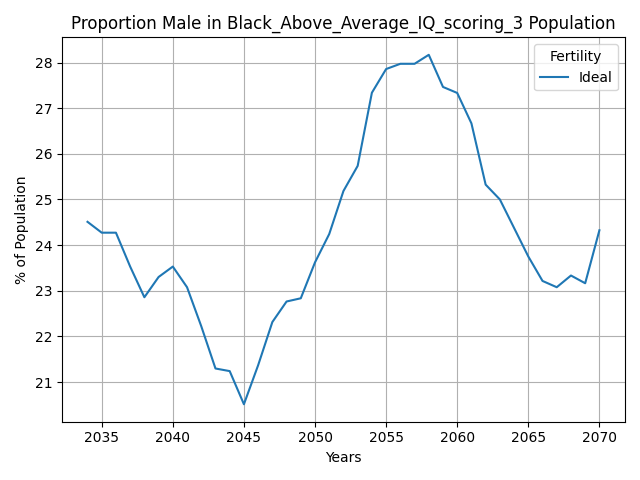 Proportion Male in Black_Above_Average_IQ_scoring_3 Population
Fertility
Ideal
28
27
26
25
24
23
22
21
% of Population
2035 2040 2045 2050 2055 2060 2065 2070
Years